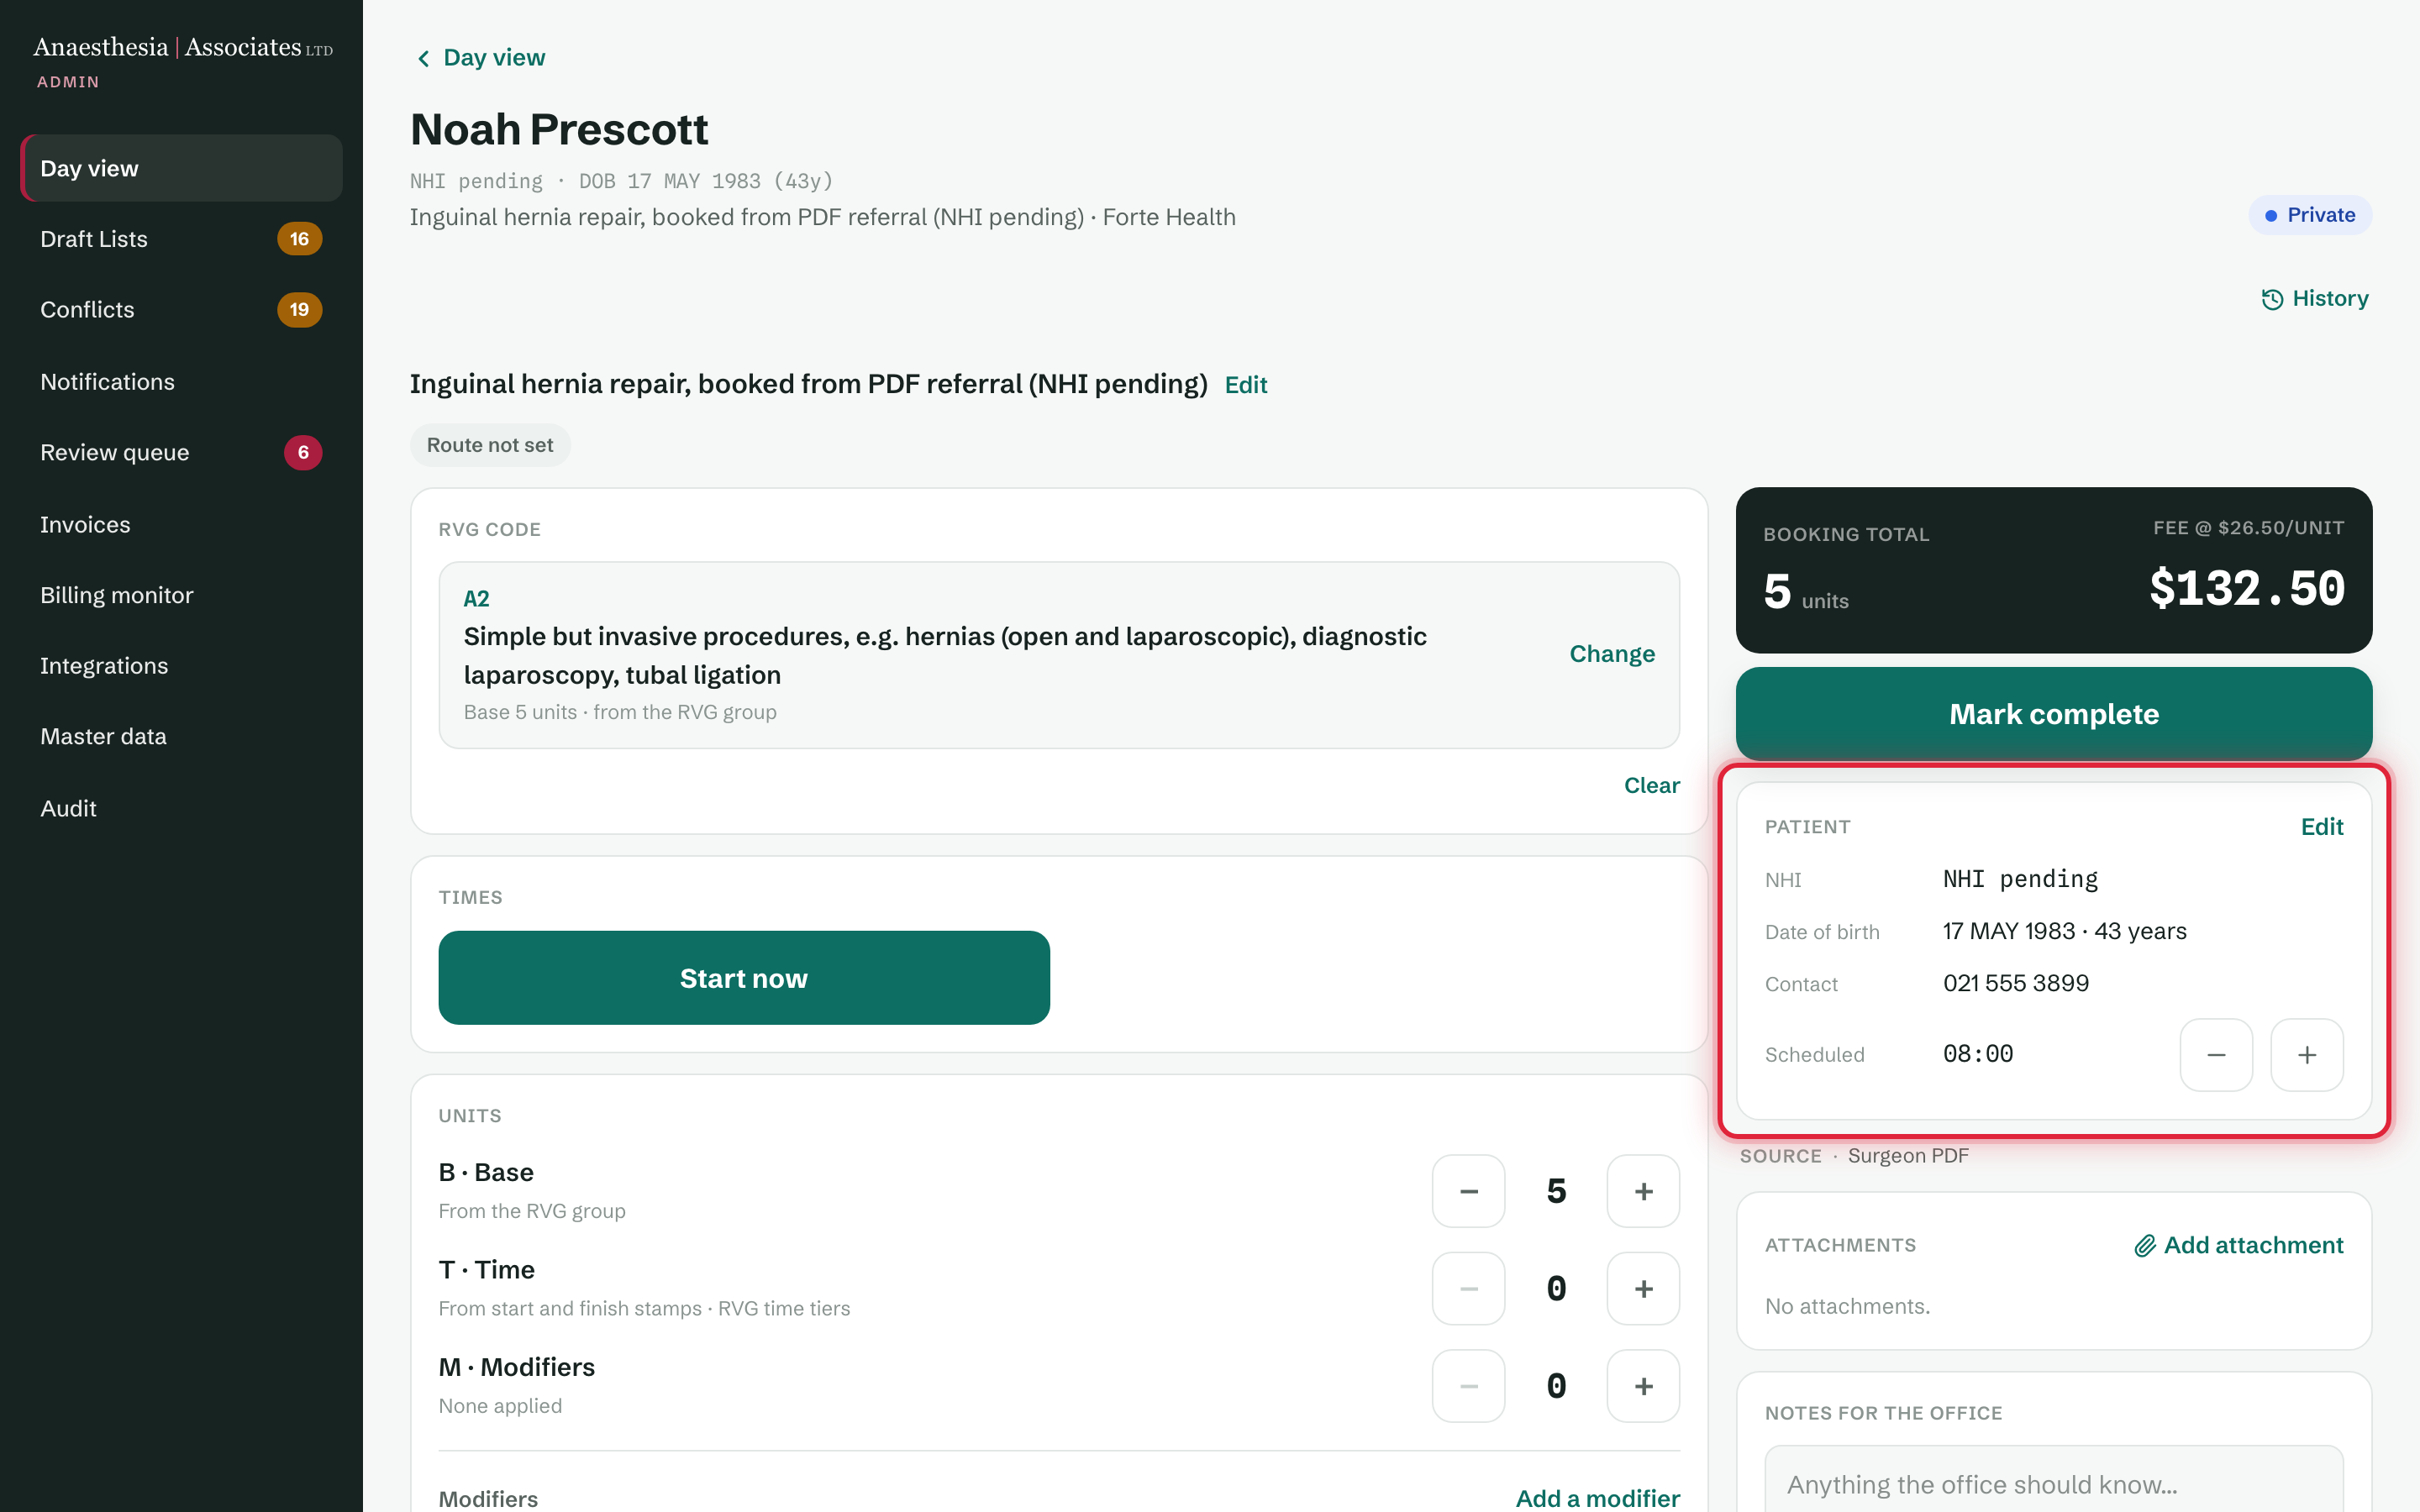 Anaesthesia | Associates LTD
ADMIN
Day view
Draft Lists 16
Conflicts 19
Notifications
Review queue 6
Invoices
Billing monitor
Integrations
Master data
Audit
Day view
Noah Prescott
NHI pending · DOB 17 MAY 1983 (43y)
Inguinal hernia repair, booked from PDF referral (NHI pending) · Forte Health
Private
History
Inguinal hernia repair, booked from PDF referral (NHI pending) Edit
Route not set
RVG CODE
A2
Simple but invasive procedures, e.g. hernias (open and laparoscopic), diagnostic
laparoscopy, tubal ligation
Base 5 units · from the RVG group
Change
Clear
TIMES
Start now
UNITS
B · Base
From the RVG group
− 5 +
T · Time
From start and finish stamps · RVG time tiers
− 0 +
M · Modifiers
None applied
− 0 +
Modifiers Add a modifier
BOOKING TOTAL
5 units
FEE @ $26.50/UNIT
$132.50
Mark complete
PATIENT Edit
NHI NHI pending
Date of birth 17 MAY 1983 · 43 years
Contact 021 555 3899
Scheduled 08:00 − +
SOURCE · Surgeon PDF
ATTACHMENTS Add attachment
No attachments.
NOTES FOR THE OFFICE
Anything the office should know...